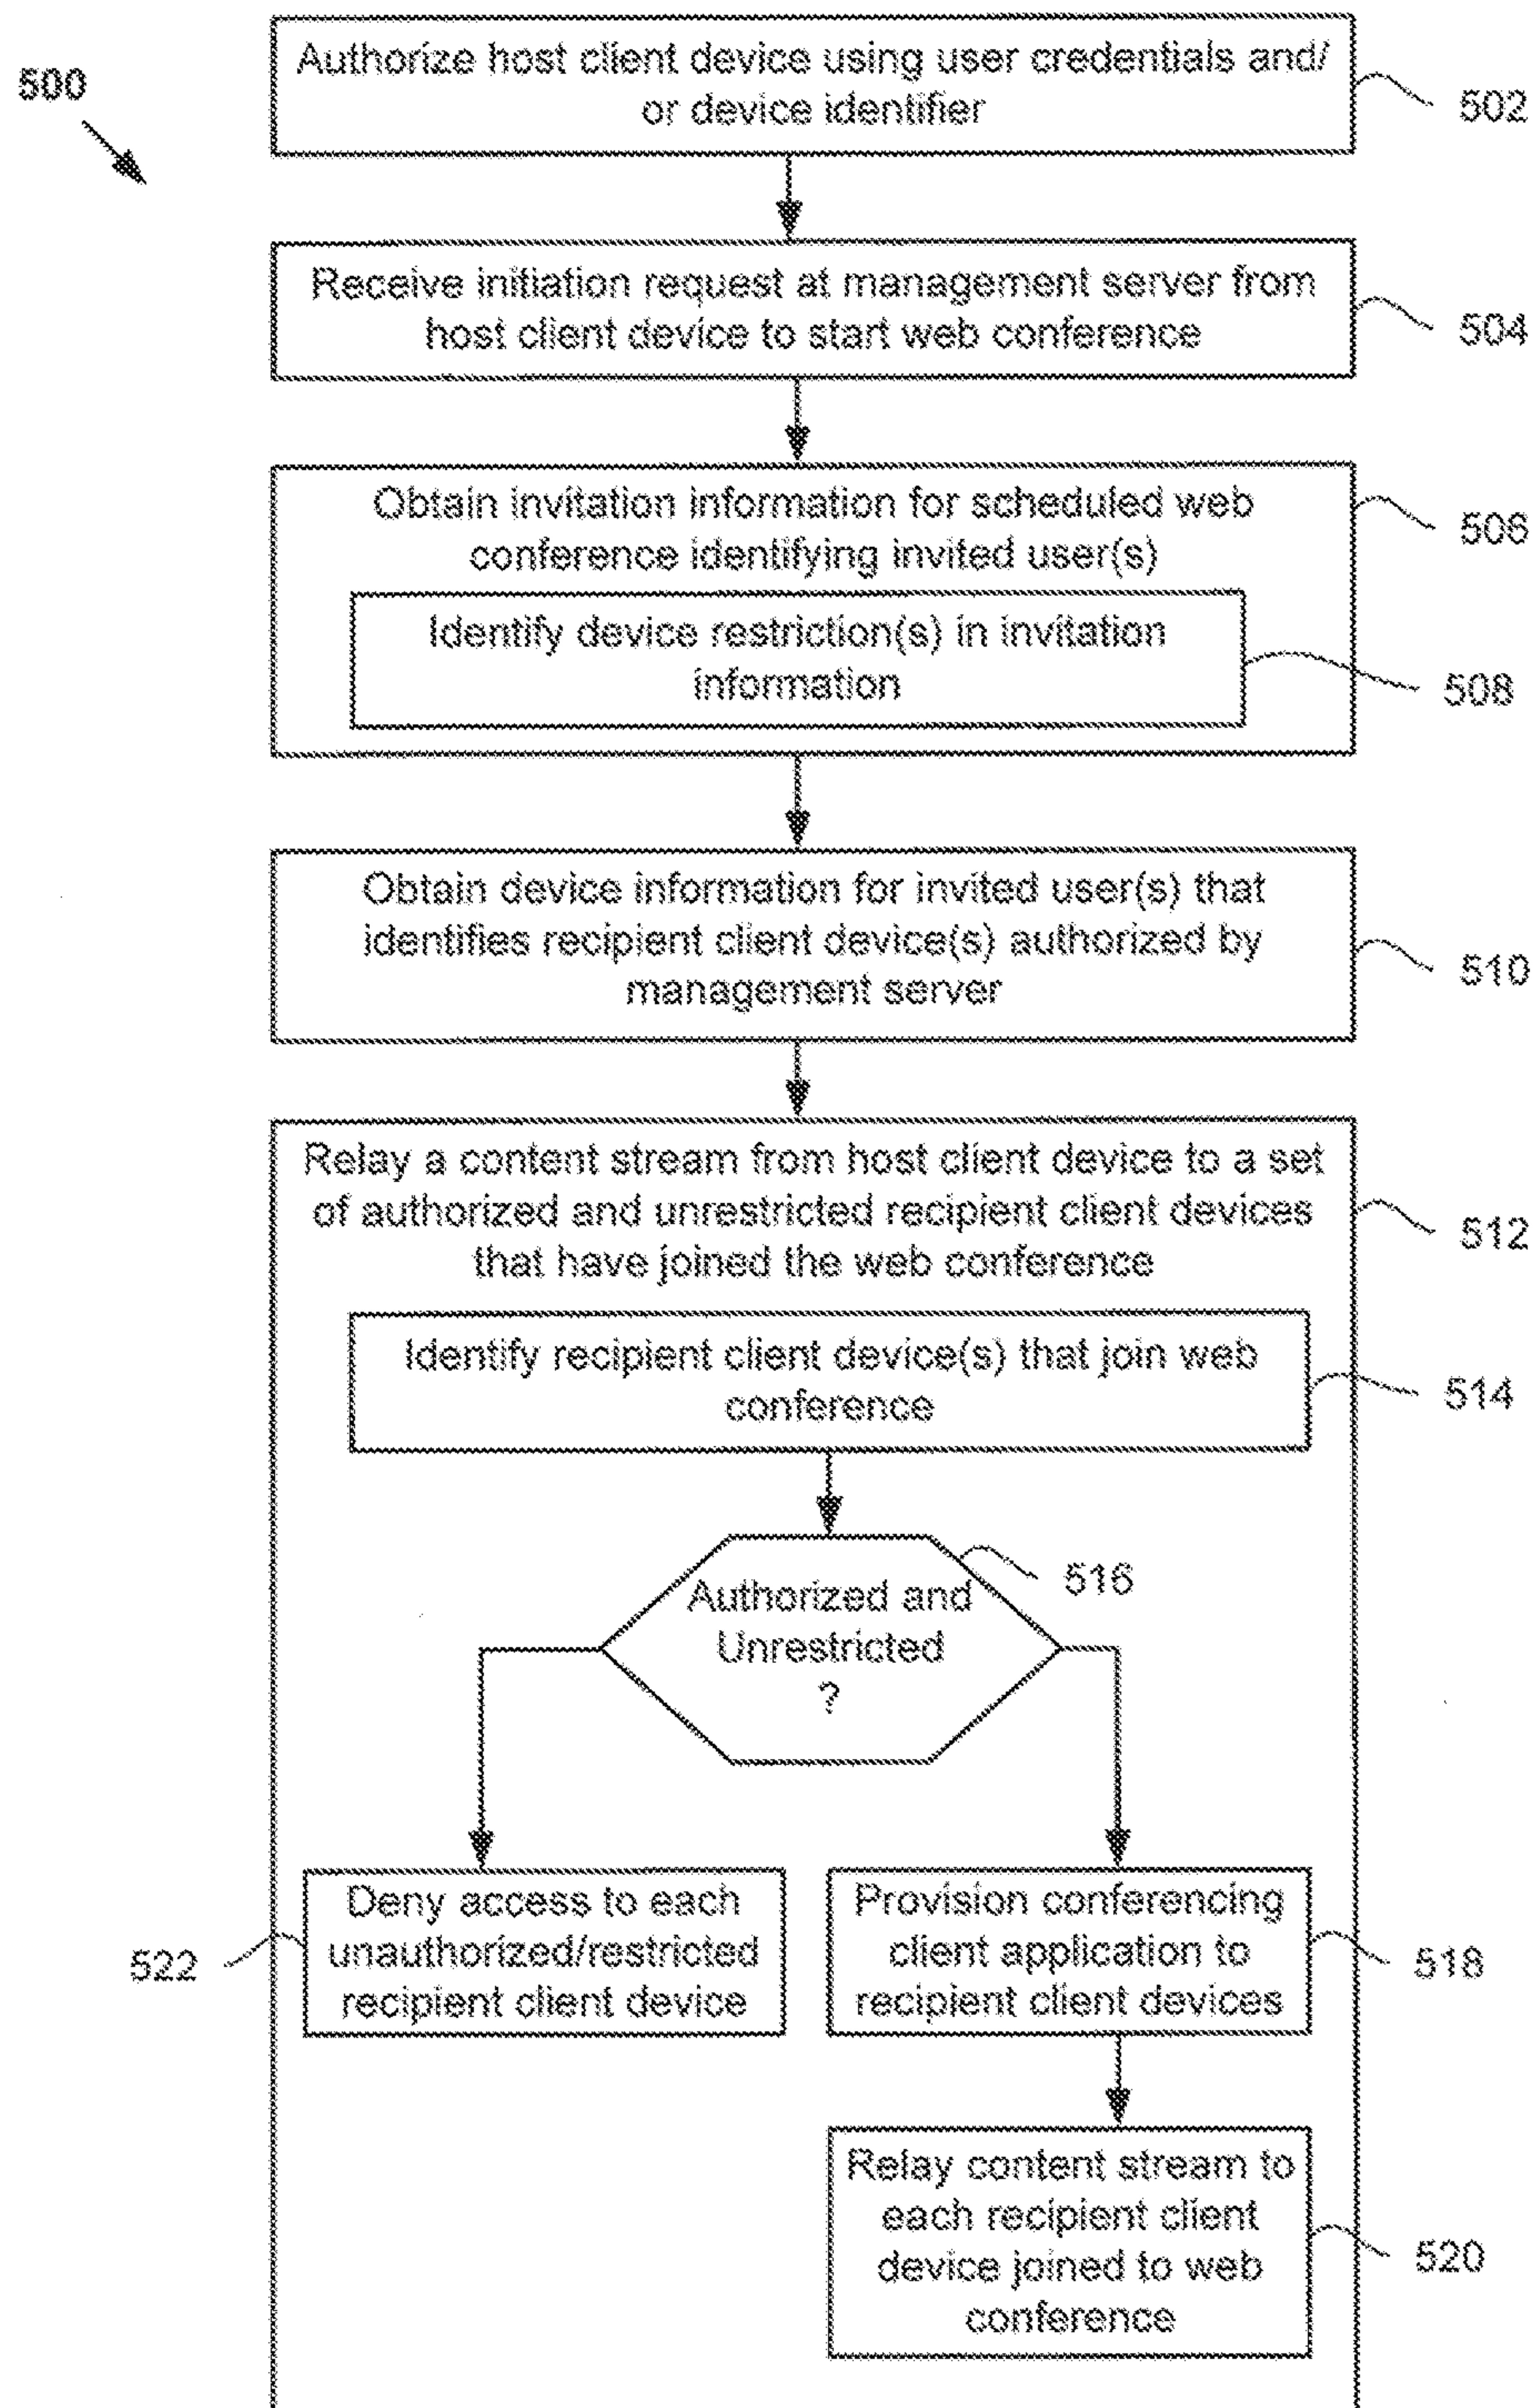 500
Authorize host client device using user credentials and/
or device identifier
502
Receive initiation request at management server from
host client device to start web conference
504
Obtain invitation information for scheduled web
conference identifying invited user(s)
506
Identify device restriction(s) in invitation
information
508
Obtain device information for invited user(s) that
identifies recipient client device(s) authorized by
management server
510
Relay a content stream from host client device to a set
of authorized and unrestricted recipient client devices
that have joined the web conference
512
Identify recipient client device(s) that join web
conference
514
Authorized and
Unrestricted
?
516
Deny access to each
unauthorized/restricted
recipient client device
522
Provision conferencing
client application to
recipient client devices
518
Relay content stream to
each recipient client
device joined to web
conference
520